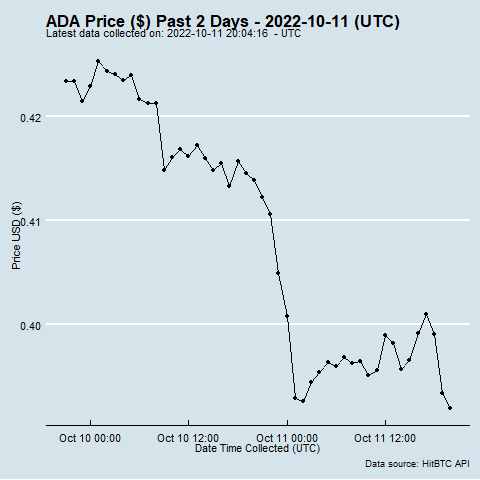 ADA Price ($) Past 2 Days - 2022-10-11 (UTC)
Latest data collected on: 2022-10-11 20:04:16 - UTC
0.42
0.41
0.40
Price USD ($)
Oct 10 00:00 Oct 10 12:00 Oct 11 00:00 Oct 11 12:00
Date Time Collected (UTC)
Data source: HitBTC API